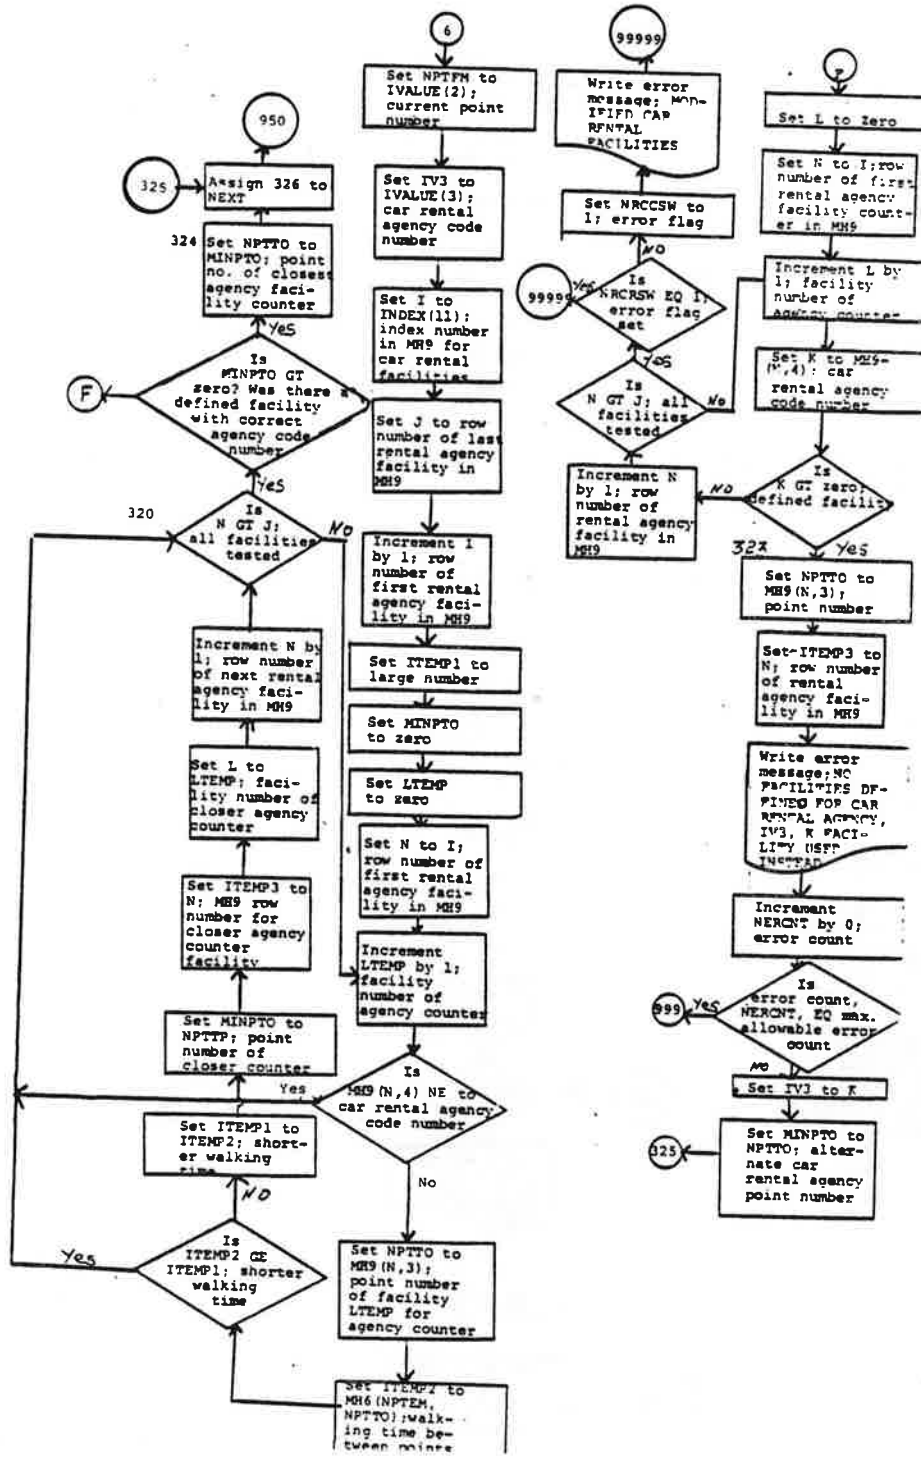 6
Set NPTFM to
IVALUE(2);
current point
number
Set IV3 to
IVALUE(3);
car rental
agency code
number
Set I to
INDEX(11);
index number
in MH9 for
car rental
facilities
Set J to row
number of last
rental agency
facility in
MH9
Increment I
by 1; row
number of
first rental
agency faci-
lity in MH9
Set ITEMP1 to
large number
Set MINPTO
to zero
Set LTEMP
to zero
Set N to I;
row number of
first rental
agency faci-
lity in MH9
Increment
LTEMP by 1;
facility
number of
agency counter
Is
MH9(N,4) NE to
car rental agency
code number
Yes
No
Set NPTTO to
MH9(N,3);
point number
of facility
LTEMP for
agency counter
Set ITEMP2 to
MH6(NPTEM,
NPTTO);walk-
ing time be-
tween points
Is
ITEMP2 GE
ITEMP1; shorter
walking
time
Yes
NO
Set ITEMP1 to
ITEMP2; short-
er walking
time
Set MINPTO to
NPTTP; point
number of
closer counter
Set ITEMP3 to
N; MH9 row
number for
closer agency
counter
facility
Set L to
LTEMP; faci-
lity number of
closer agency
counter
Increment N by
1; row number
of next rental
agency faci-
lity in MH9
320
Is
N GT J;
all facilities
tested
NO
Yes
Is
MINPTO GT
zero? Was there a
defined facility
with correct
agency code
number
F
Yes
324
Set NPTTO to
MINPTO; point
no. of closest
agency faci-
lity counter
325
Assign 326 to
NEXT
950
99999
Write error
message; MOD-
IFIED CAR
RENTAL
FACILITIES
Set NRCCSW to
1; error flag
NO
Is
NRCRSW EQ 1;
error flag
set
Yes
99999
Yes
Is
N GT J; all
facilities
tested
No
Increment N
by 1; row
number of
rental agency
facility in
MH9
Set L to Zero
Set N to I;row
number of first
rental agency
facility count-
er in MH9
Increment L by
1; facility
number of
agency counter
Set K to MH9-
(N,4); car
rental agency
code number
Is
K GT zero;
defined facility
NO
Yes
Set NPTTO to
MH9(N,3);
point number
Set ITEMP3 to
N; row number
of rental
agency faci-
lity in MH9
Write error
message;NO
FACILITIES DE-
FINED FOR CAR
RENTAL AGENCY,
IV3, K FACI-
LITY USED
INSTEAD
Increment
NERCNT by 0;
error count
Is
error count,
NERCNT, EQ max.
allowable error
count
Yes
999
NO
Set IV3 to K
Set MINPTO to
NPTTO; alter-
nate car
rental agency
point number
325